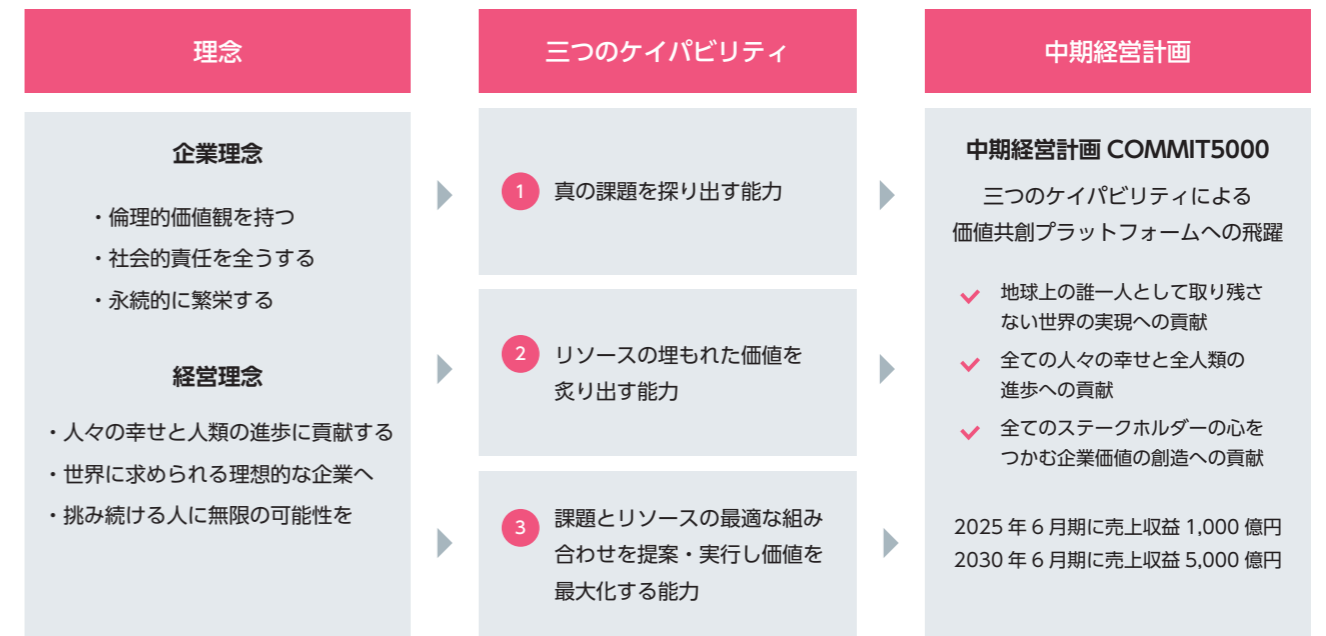 理念
企業理念
・倫理的価値観を持つ
・社会的責任を全うする
・永続的に繁栄する
経営理念
・人々の幸せと人類の進歩に貢献する
・世界に求められる理想的な企業へ
・挑み続ける人に無限の可能性を
三つのケイパビリティ
1 真の課題を探り出す能力
2 リソースの埋もれた価値を
炙り出す能力
3 課題とリソースの最適な組み
合わせを提案・実行し価値を
最大化する能力
中期経営計画
中期経営計画 COMMIT5000
三つのケイパビリティによる
価値共創プラットフォームへの飛躍
地球上の誰一人として取り残さ
ない世界の実現への貢献
全ての人々の幸せと全人類の
進歩への貢献
全てのステークホルダーの心を
つかむ企業価値の創造への貢献
2025 年 6 月期に売上収益 1,000 億円
2030 年 6 月期に売上収益 5,000 億円